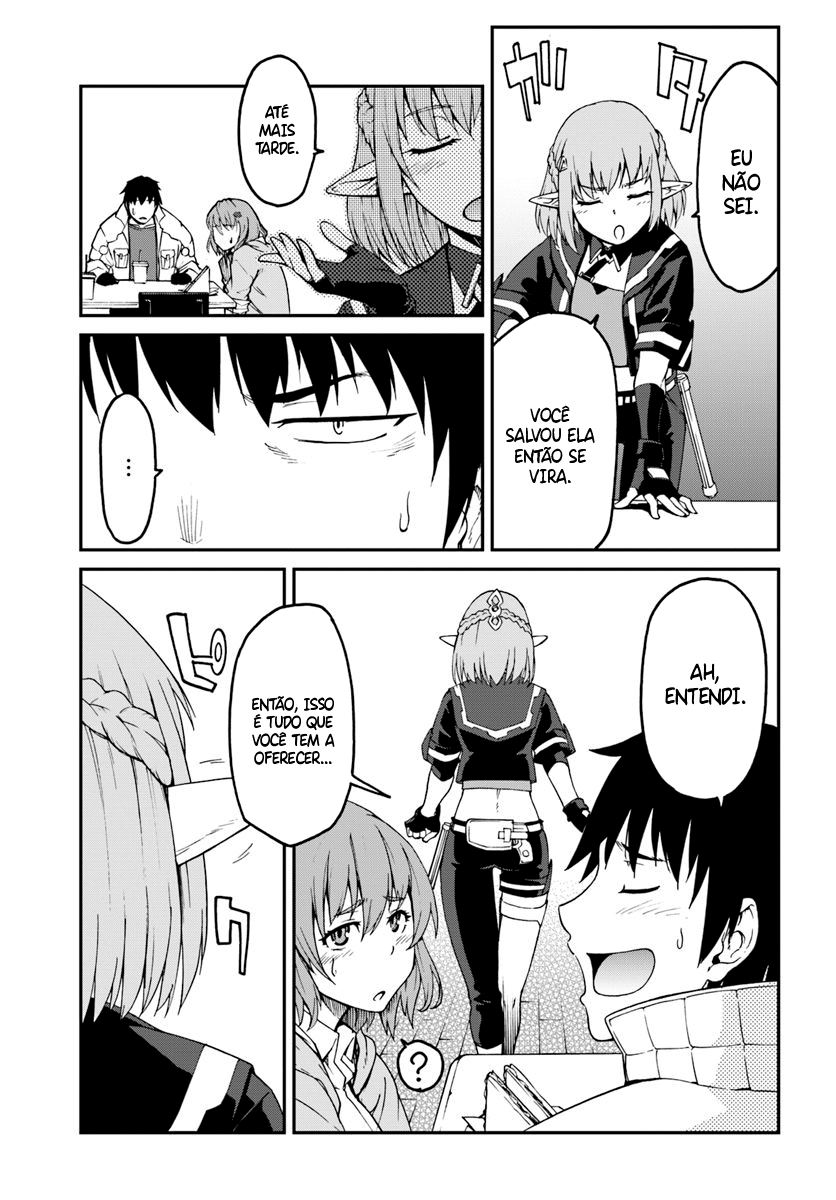 ガタ
EU
NÃO
SEI.
VOCÊ
SALVOU ELA
ENTÃO SE
VIRA.
ATÉ
MAIS
TARDE.
...
AH,
ENTENDI.
ENTÃO, ISSO
É TUDO QUE
VOCÊ TEM A
OFERECER...
?
ピク